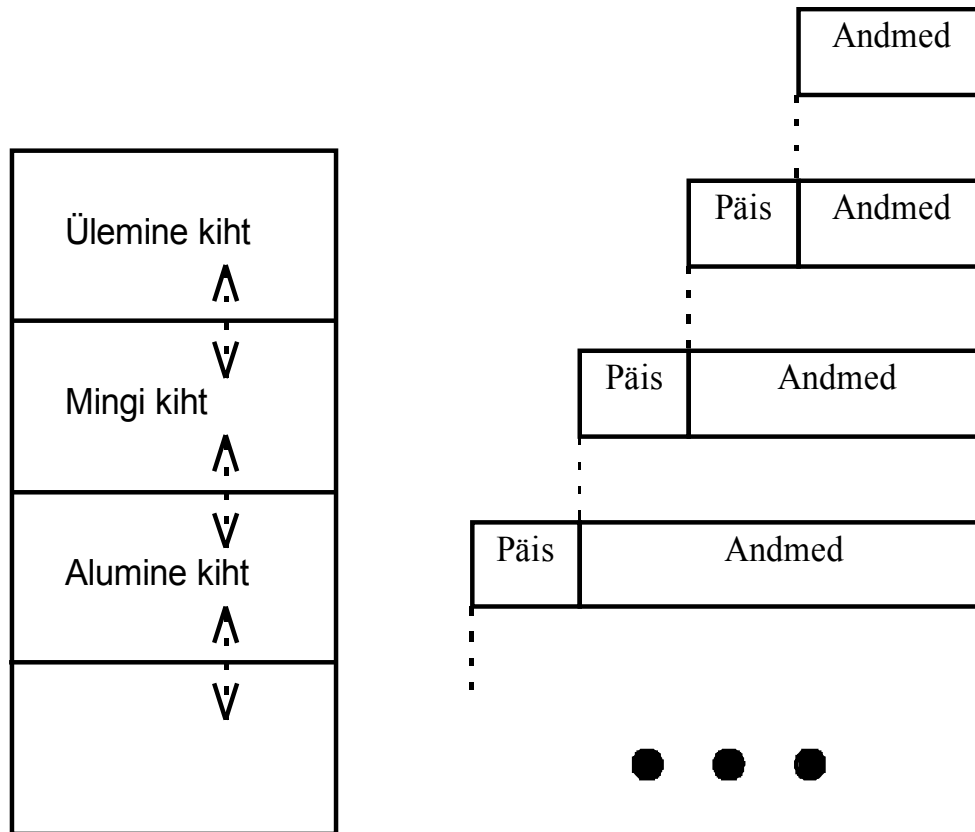 Andmed
Ülemine kiht
Päis Andmed
Mingi kiht
Päis Andmed
Alumine kiht
Päis Andmed